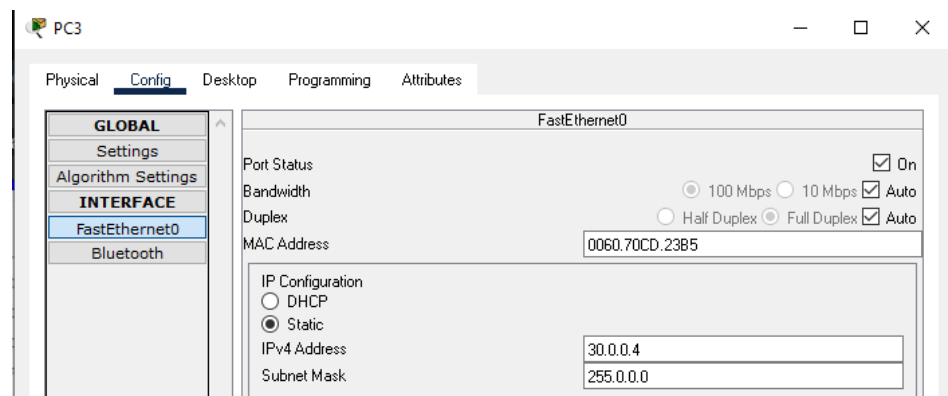 PC3
Physical Config Desktop Programming Attributes
GLOBAL
Settings
Algorithm Settings
INTERFACE
FastEthernet0
Bluetooth
FastEthernet0
Port Status On
Bandwidth 100 Mbps 10 Mbps Auto
Duplex Half Duplex Full Duplex Auto
MAC Address 0060.70CD.23B5
IP Configuration
DHCP
Static
IPv4 Address 30.0.0.4
Subnet Mask 255.0.0.0